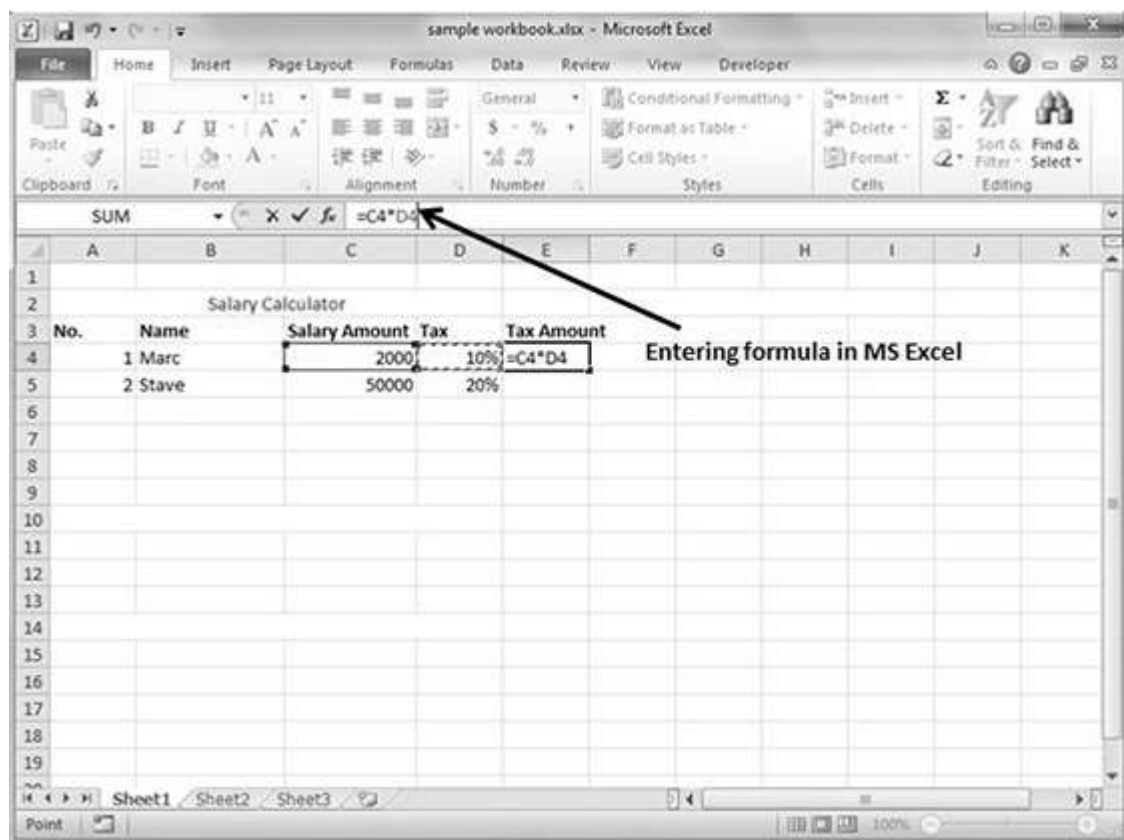 sample workbook.xlsx - Microsoft Excel
File Home Insert Page Layout Formulas Data Review View Developer
11 General Conditional Formatting Insert Σ
Paste B I U A A $ % , Format as Table Delete Sort & Find &
A Cell Styles Format Filter Select
Clipboard Font Alignment Number Styles Cells Editing
SUM fx =C4*D4
A B C D E F G H I J K
1
2 Salary Calculator
3 No. Name Salary Amount Tax Tax Amount
4 1 Marc 2000 10% =C4*D4
Entering formula in MS Excel
5 2 Stave 50000 20%
6
7
8
9
10
11
12
13
14
15
16
17
18
19
Sheet1 Sheet2 Sheet3
Point 100%